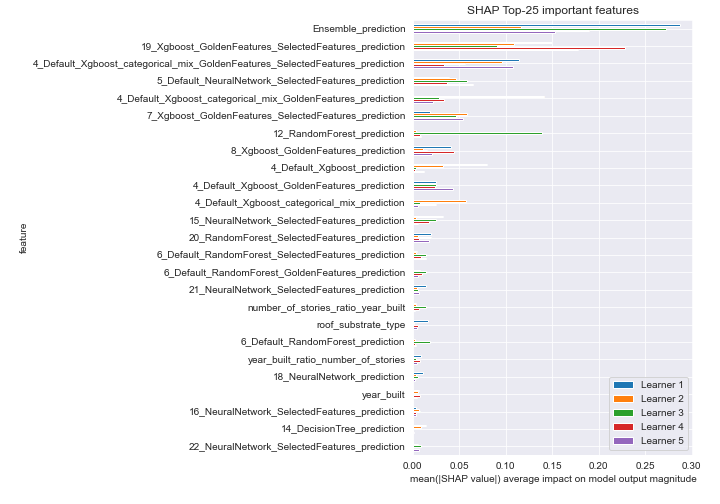 SHAP Top-25 important features
Ensemble_prediction
19_Xgboost_GoldenFeatures_SelectedFeatures_prediction
4_Default_Xgboost_categorical_mix_GoldenFeatures_SelectedFeatures_prediction
5_Default_NeuralNetwork_SelectedFeatures_prediction
4_Default_Xgboost_categorical_mix_GoldenFeatures_prediction
7_Xgboost_GoldenFeatures_SelectedFeatures_prediction
12_RandomForest_prediction
8_Xgboost_GoldenFeatures_SelectedFeatures_prediction
4_Default_Xgboost_prediction
4_Default_Xgboost_GoldenFeatures_prediction
4_Default_Xgboost_categorical_mix_prediction
15_NeuralNetwork_SelectedFeatures_prediction
20_RandomForest_SelectedFeatures_prediction
6_Default_RandomForest_SelectedFeatures_prediction
6_Default_RandomForest_GoldenFeatures_prediction
21_NeuralNetwork_SelectedFeatures_prediction
number_of_stories_ratio_year_built
roof_substrate_type
6_Default_RandomForest_prediction
year_built_ratio_number_of_stories
18_NeuralNetwork_prediction
year_built
16_NeuralNetwork_SelectedFeatures_prediction
14_DecisionTree_prediction
22_NeuralNetwork_SelectedFeatures_prediction
feature
Learner 1
Learner 2
Learner 3
Learner 4
Learner 5
0.00 0.05 0.10 0.15 0.20 0.25 0.30
mean(|SHAP value|) average impact on model output magnitude